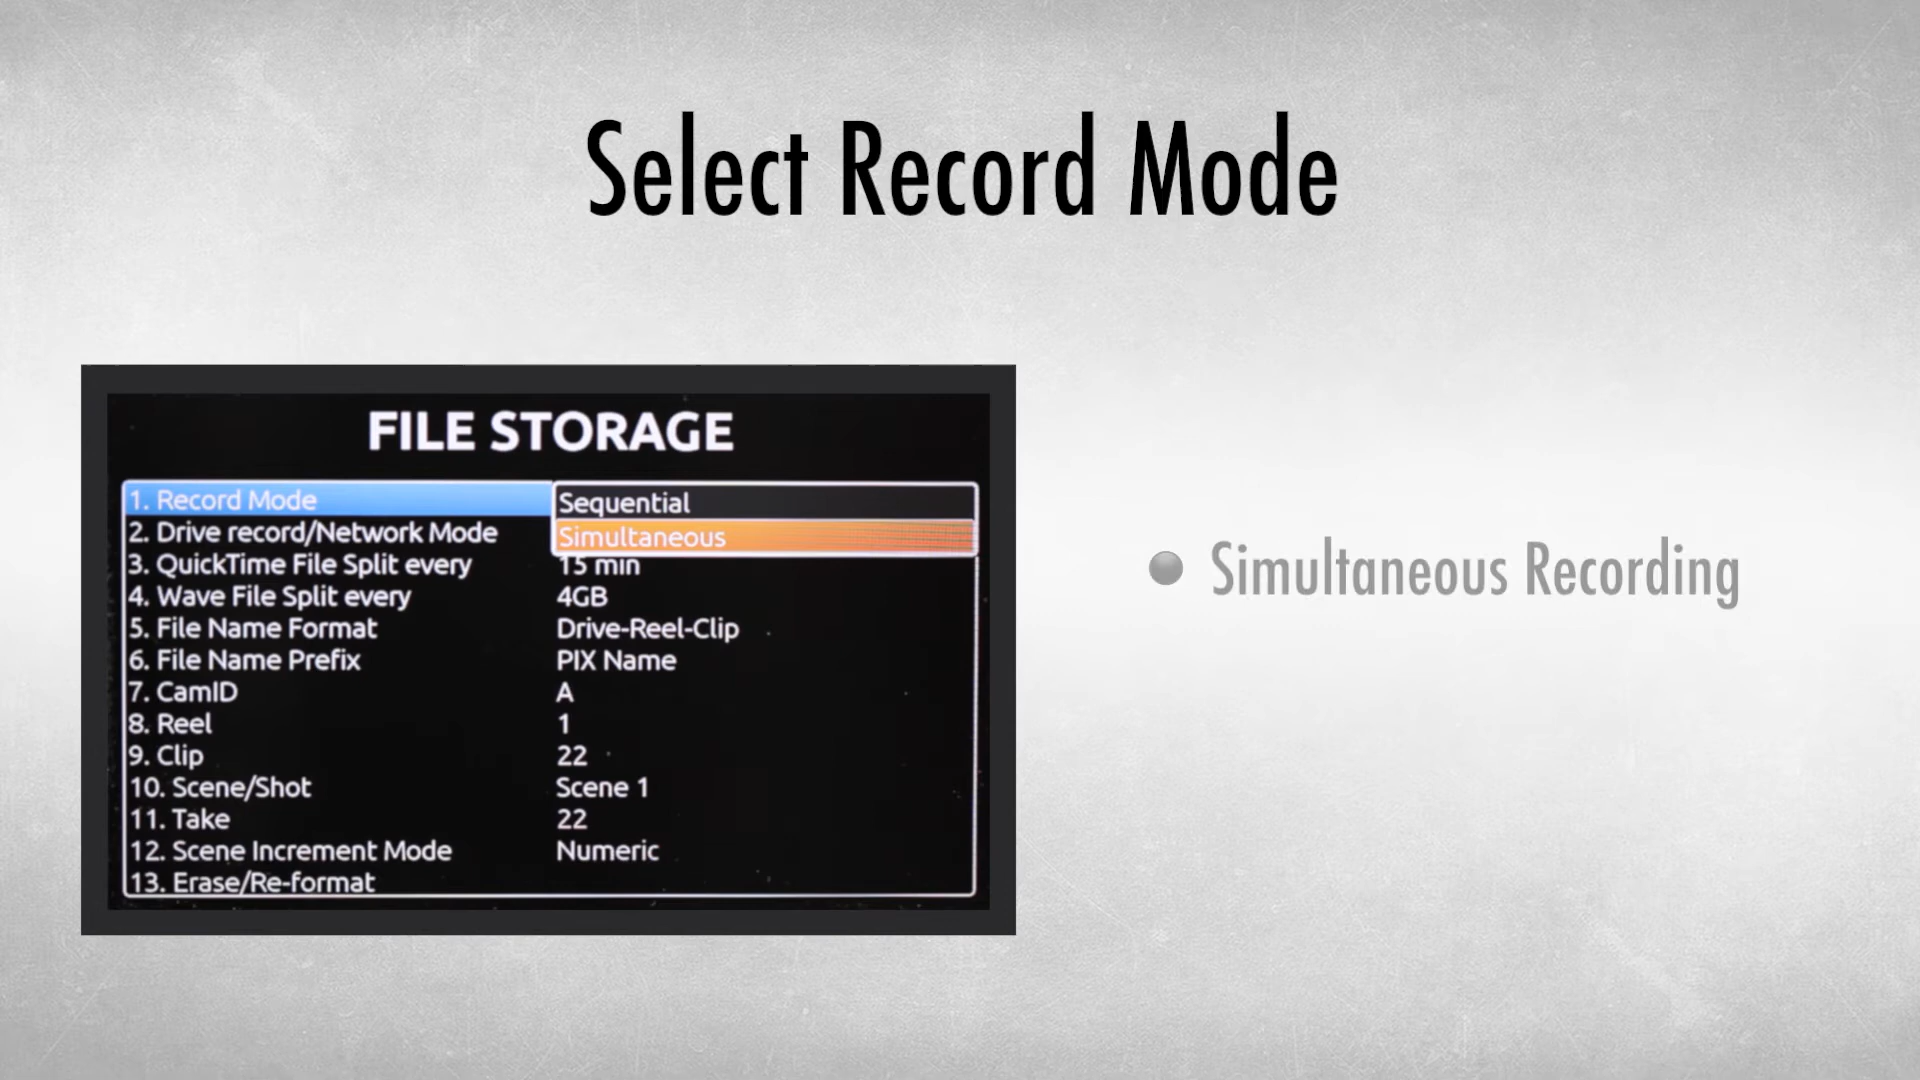 Select Record Mode
FILE STORAGE
1. Record Mode
Sequential
Simultaneous
2. Drive record/Network Mode
3. QuickTime File Split every 15 min
4. Wave File Split every 4GB
5. File Name Format Drive-Reel-Clip
6. File Name Prefix PIX Name
7. CamID A
8. Reel 1
9. Clip 22
10. Scene/Shot Scene 1
11. Take 22
12. Scene Increment Mode Numeric
13. Erase/Re-format
Simultaneous Recording